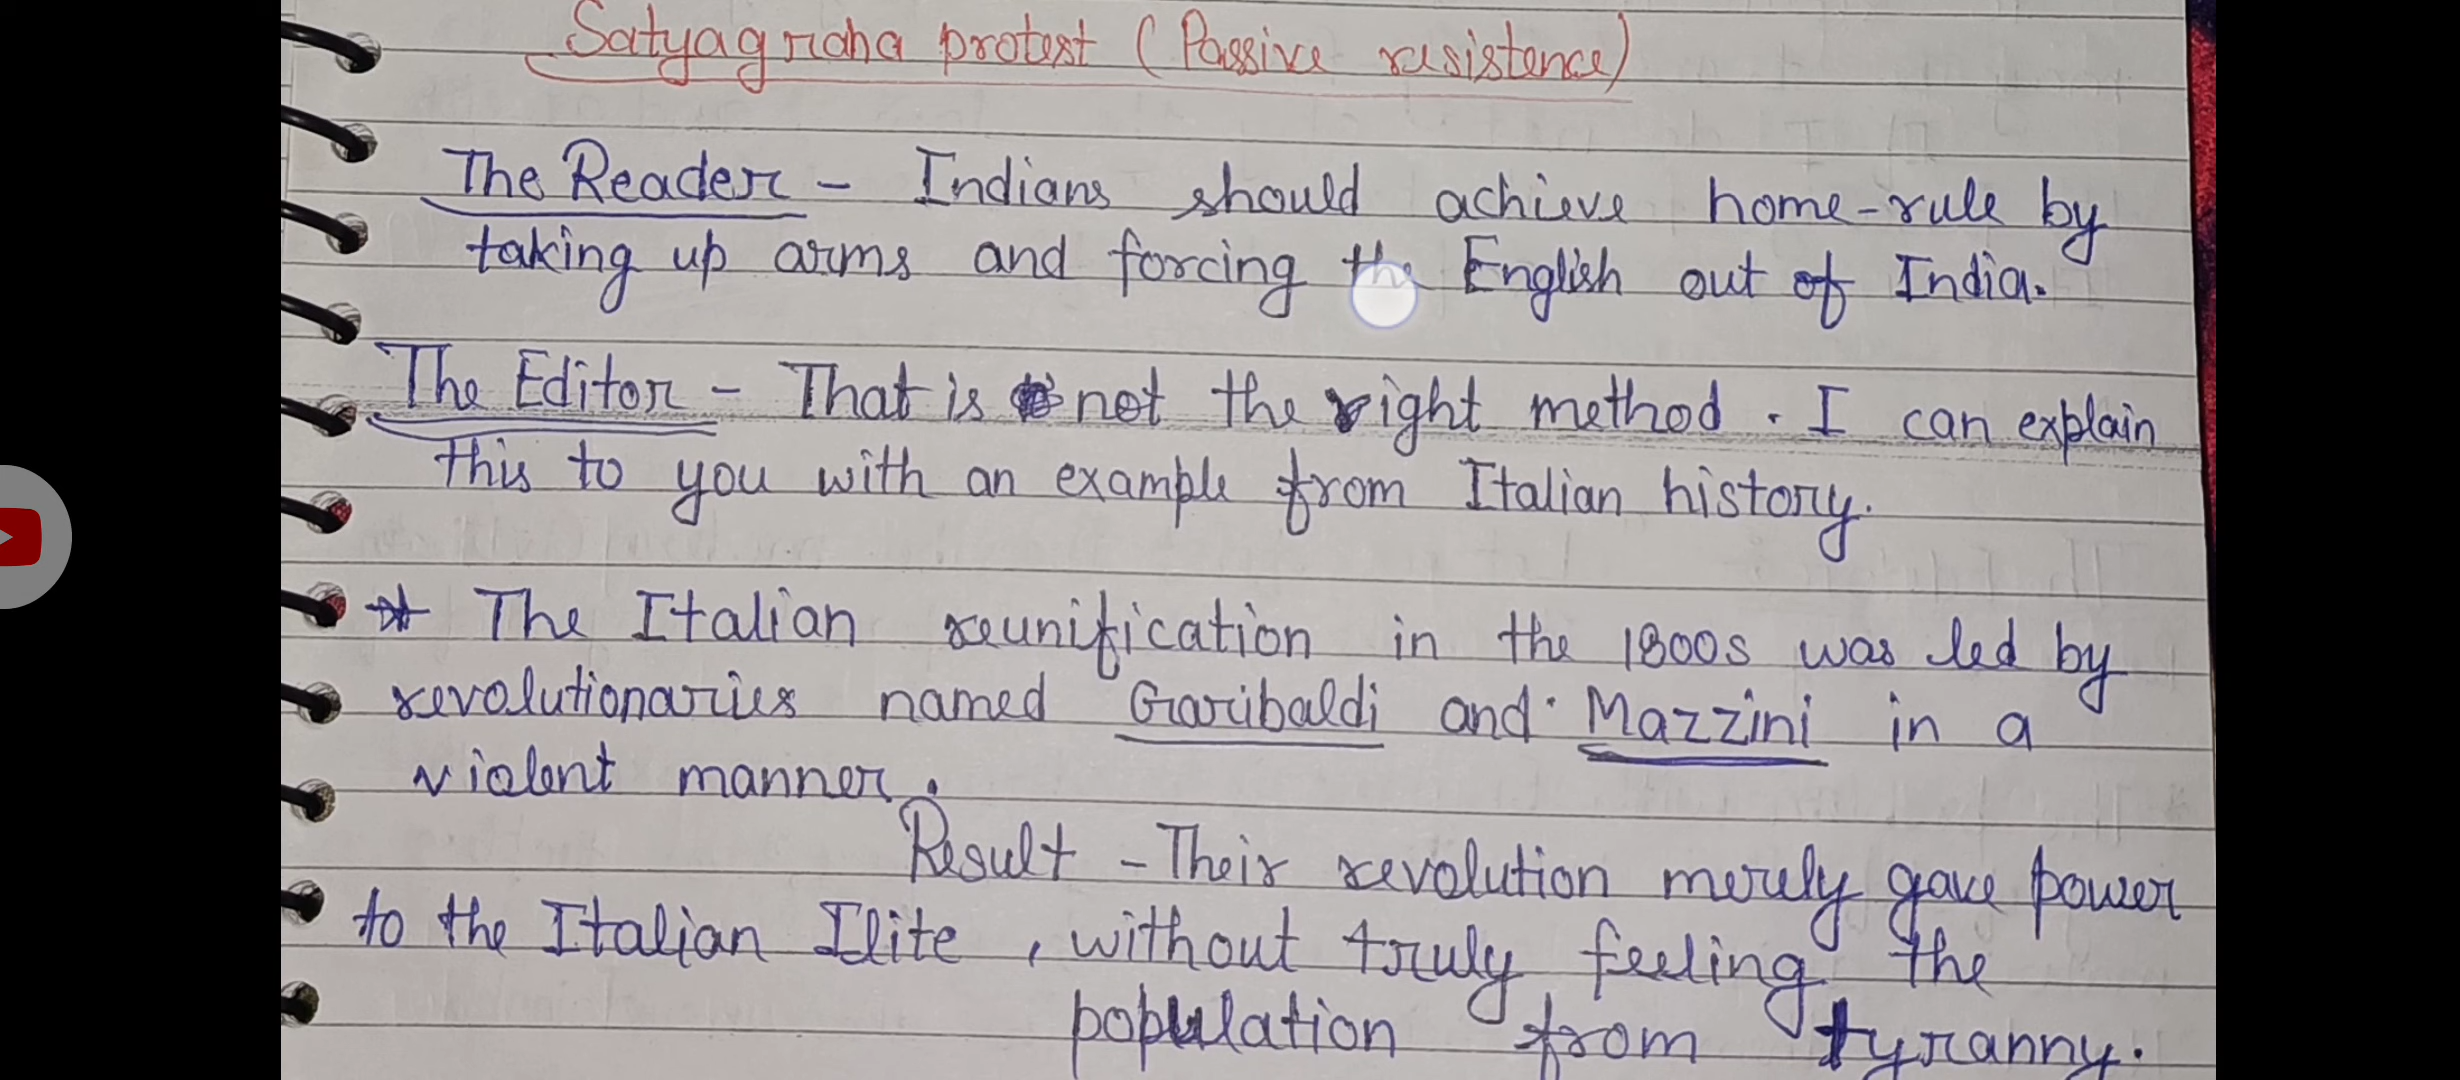 Satyagraha protest (Passive resistence)
The Reader - Indians should achieve home-rule by
taking up arms and forcing the English out of India.
The Editor - That is not the right method. I can explain
this to you with an example from Italian history.
* The Italian reunification in the 1800s was led by
revolutionaries named Garibaldi and Mazzini in a
violent manner.
Result - Their revolution merely gave power
to the Italian Ilite, without truly feeling the
population from tyranny.